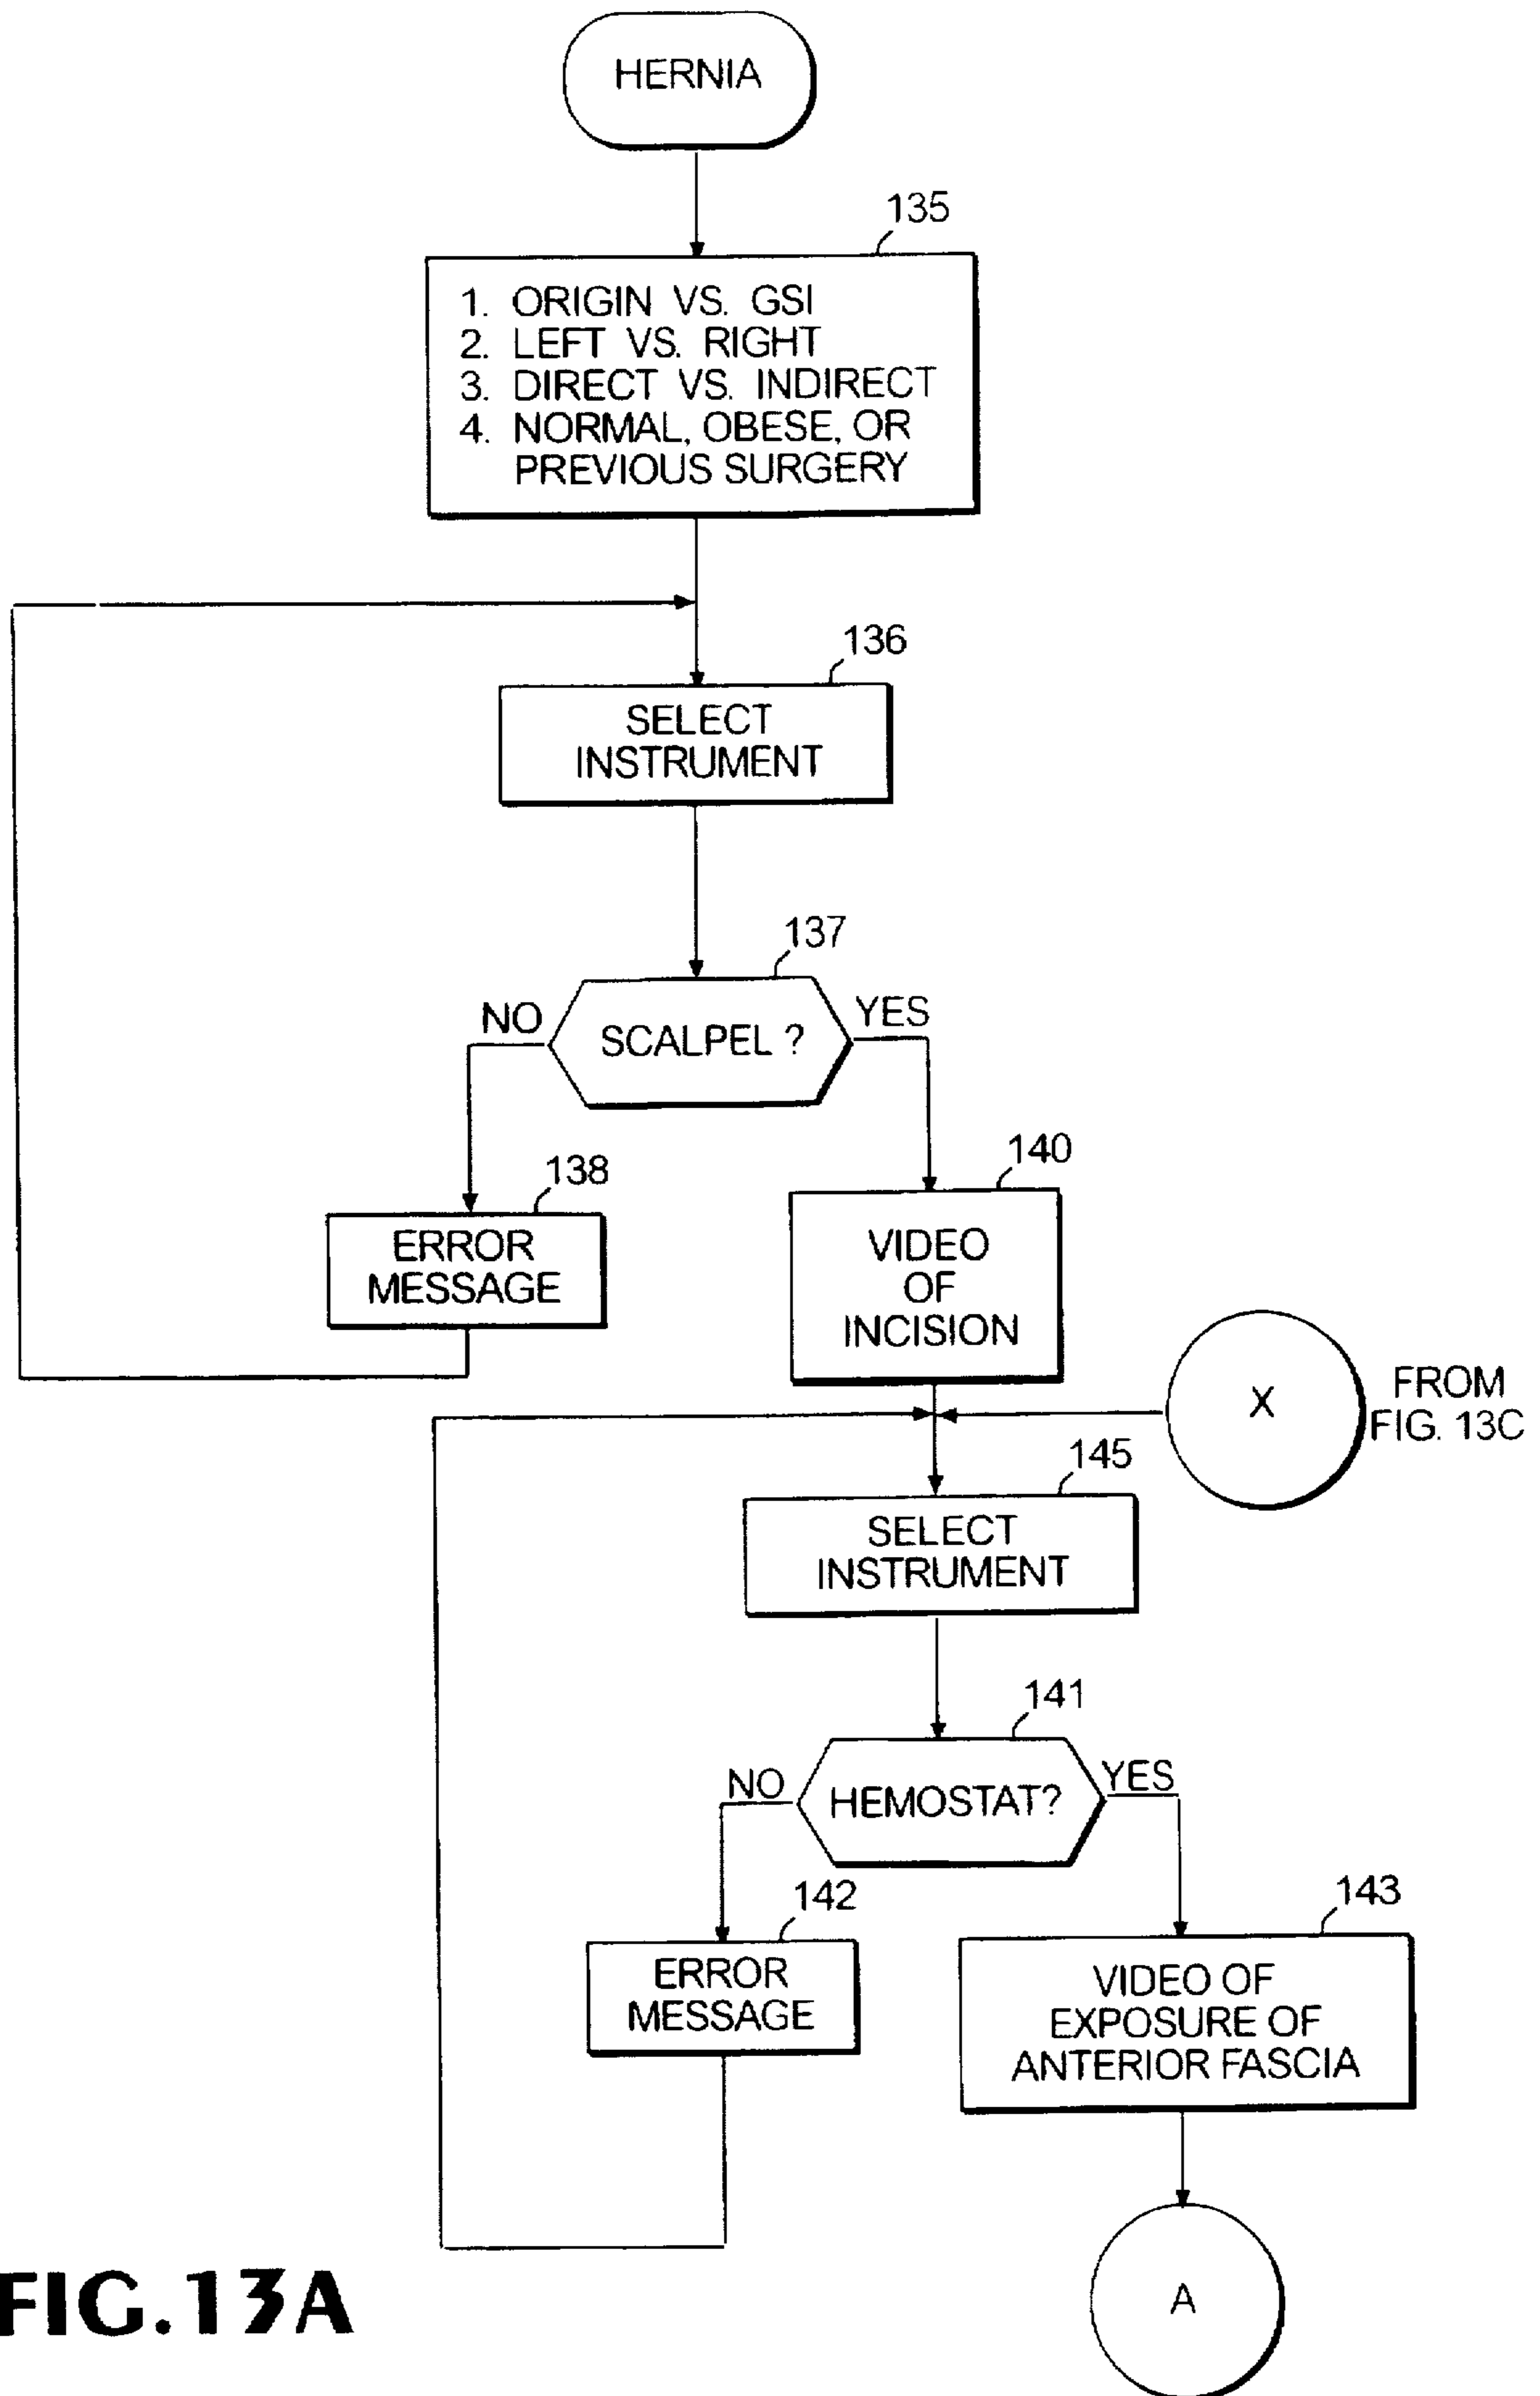 HERNIA
135
1. ORIGIN VS. GSI
2. LEFT VS. RIGHT
3. DIRECT VS. INDIRECT
4. NORMAL, OBESE, OR
PREVIOUS SURGERY
136
SELECT
INSTRUMENT
137
NO
SCALPEL ?
YES
138
ERROR
MESSAGE
140
VIDEO
OF
INCISION
X
FROM
FIG. 13C
145
SELECT
INSTRUMENT
141
NO
HEMOSTAT?
YES
142
ERROR
MESSAGE
143
VIDEO OF
EXPOSURE OF
ANTERIOR FASCIA
A
FIG.13A